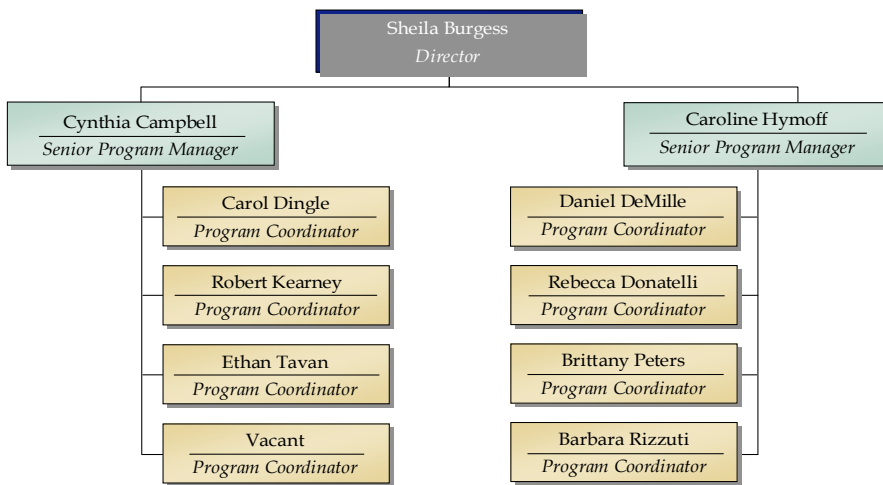 Sheila Burgess
Director
Cynthia Campbell
Senior Program Manager
Caroline Hymoff
Senior Program Manager
Carol Dingle
Program Coordinator
Robert Kearney
Program Coordinator
Ethan Tavan
Program Coordinator
Vacant
Program Coordinator
Daniel DeMille
Program Coordinator
Rebecca Donatelli
Program Coordinator
Brittany Peters
Program Coordinator
Barbara Rizzuti
Program Coordinator